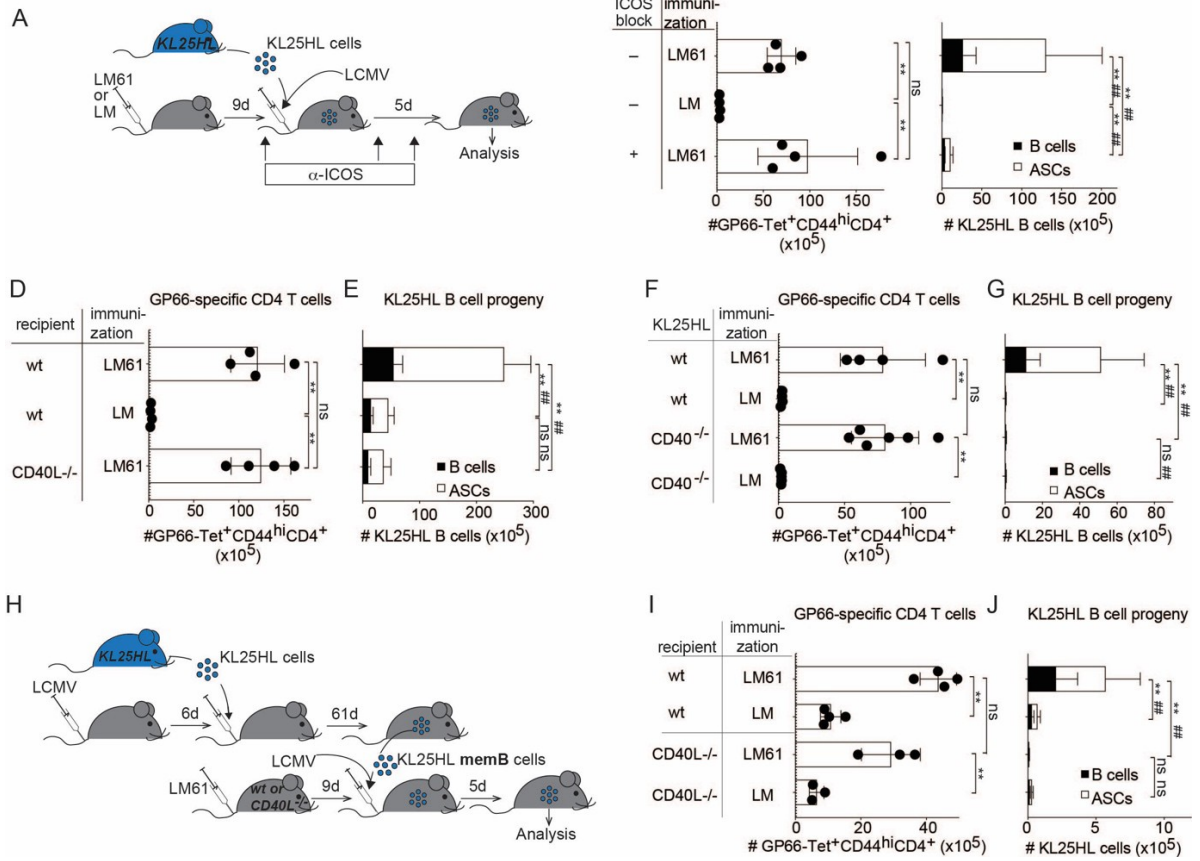 A
KL25HL
KL25HL cells
LCMV
LM61
or
LM
9d
5d
Analysis
α-ICOS
ICOS
block
immuni-
zation
– LM61
– LM
+ LM61
** ns
**
50 100 150
#GP66-Tet+CD44hiCD4+
(x10^5)
** ## ** ##
** ##
B cells
ASCs
0 50 100 150 200
# KL25HL B cells (x10^5)
D
GP66-specific CD4 T cells
recipient
immuni-
zation
wt LM61
wt LM
CD40L-/- LM61
** ns
**
0 50 100 150
#GP66-Tet+CD44hiCD4+
(x10^5)
E
KL25HL B cell progeny
** ## ** ##
ns ns
B cells
ASCs
0 100 200 300
# KL25HL B cells (x10^5)
F
GP66-specific CD4 T cells
KL25HL
immuni-
zation
wt LM61
wt LM
CD40-/- LM61
CD40-/- LM
** ns
**
0 50 100
#GP66-Tet+CD44hiCD4+
(x10^5)
G
KL25HL B cell progeny
** ## ** ##
ns ##
B cells
ASCs
0 20 40 60 80
# KL25HL B cells (x10^5)
H
KL25HL
KL25HL cells
LCMV
6d
61d
LCMV
KL25HL memB cells
LM61
wt or
CD40L-/-
9d
5d
Analysis
I
GP66-specific CD4 T cells
recipient
immuni-
zation
wt LM61
wt LM
CD40L-/- LM61
CD40L-/- LM
** ns
**
0 20 40
# GP66-Tet+CD44hiCD4+ (x10^5)
J
KL25HL B cell progeny
** ## ** ##
ns ns
B cells
ASCs
0 5 10
# KL25HL cells (x10^5)